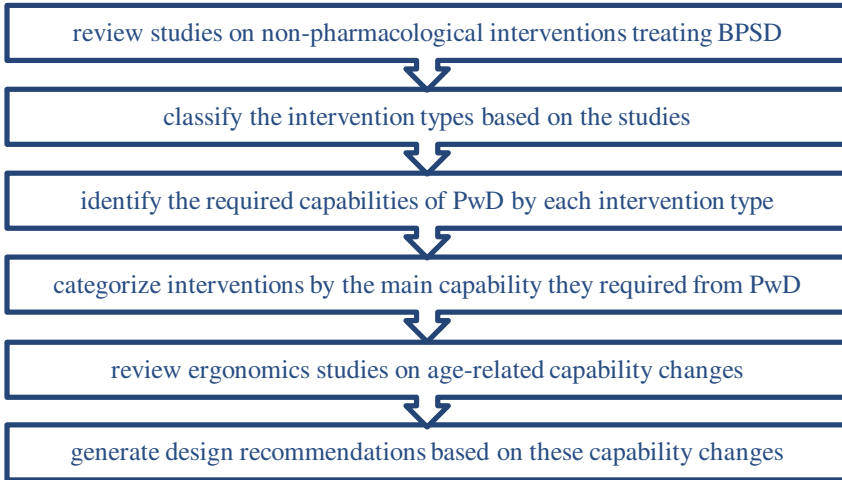 review studies on non-pharmacological interventions treating BPSD
classify the intervention types based on the studies
identify the required capabilities of PwD by each intervention type
categorize interventions by the main capability they required from PwD
review ergonomics studies on age-related capability changes
generate design recommendations based on these capability changes